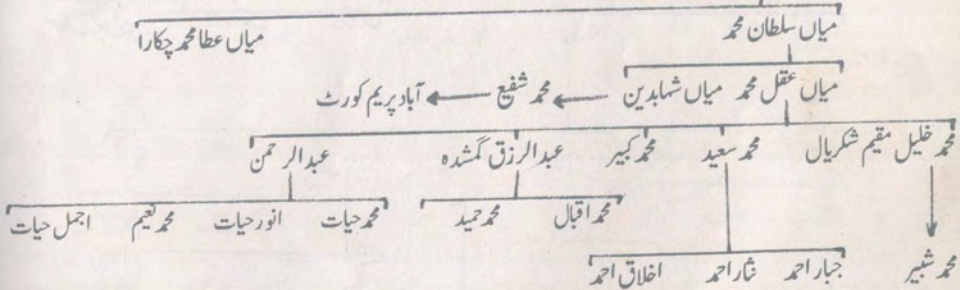 میاں سلطان محمد میاں عطا محمد چکارا
میاں عقل محمد میاں شہابدین محمد شفیع آباد پریم کورٹ
محمد خلیل مقیم شکریال محمد سعید محمد کبیر عبدالرزق گمشدہ عبدالرحمن
محمد اقبال محمد حمید محمد حیات انور حیات محمد نعیم اجمل حیات
محمد شبیر جبار احمد نثار احمد اخلاق احمد